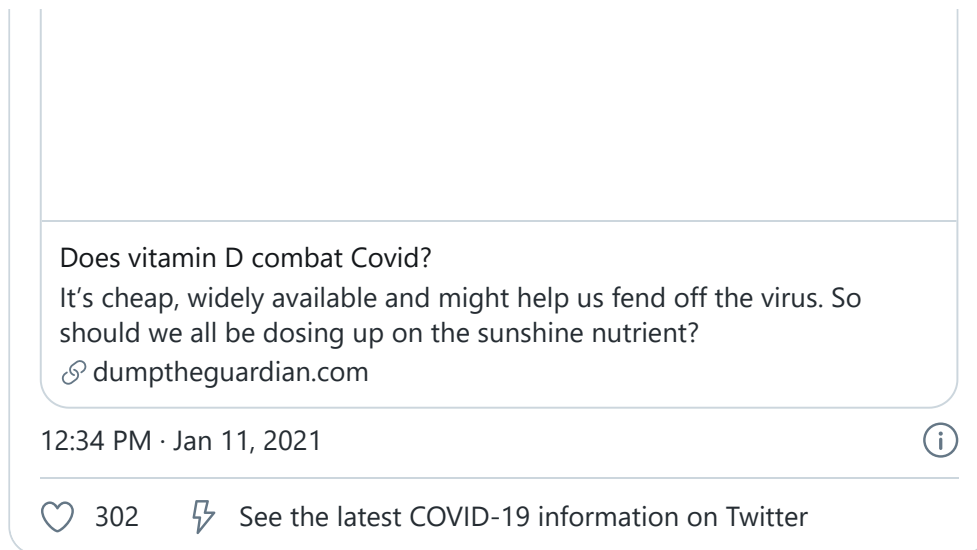 Does vitamin D combat Covid?
It’s cheap, widely available and might help us fend off the virus. So
should we all be dosing up on the sunshine nutrient?
dumptheguardian.com
12:34 PM · Jan 11, 2021
302 See the latest COVID-19 information on Twitter